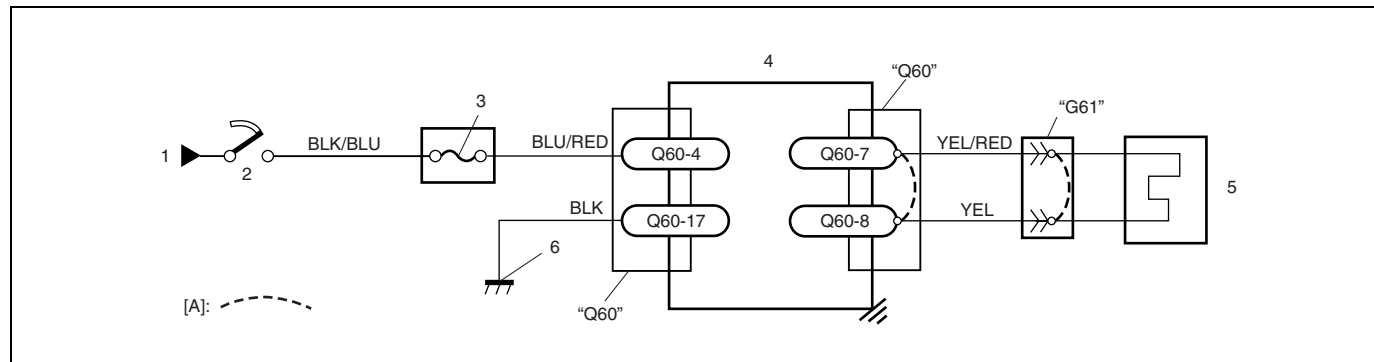 4
"Q60"
"G61"
3
1
BLK/BLU
BLU/RED
Q60-4
Q60-7
YEL/RED
2
5
BLK
Q60-17
Q60-8
YEL
6
[A]:
"Q60"